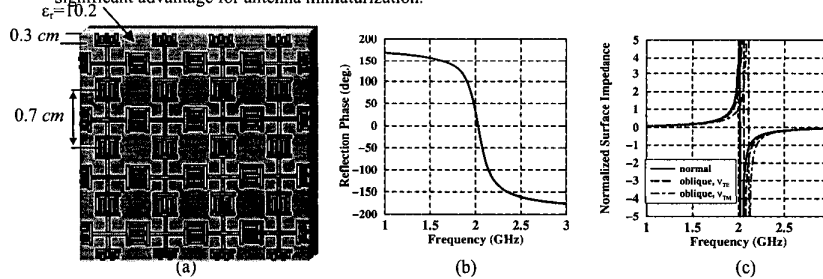 significant advantage for antenna miniaturization.
εr=10.2
0.3 cm
0.7 cm
(a)
Reflection Phase (deg.)
200
150
100
50
0
-50
-100
-150
-200
1
1.5
2
2.5
3
Frequency (GHz)
(b)
Normalized Surface Impedance
5
4
3
2
1
0
-1
-2
-3
-4
-5
normal
oblique, νTE
oblique, νTM
1
1.5
2
2.5
Frequency (GHz)
(c)